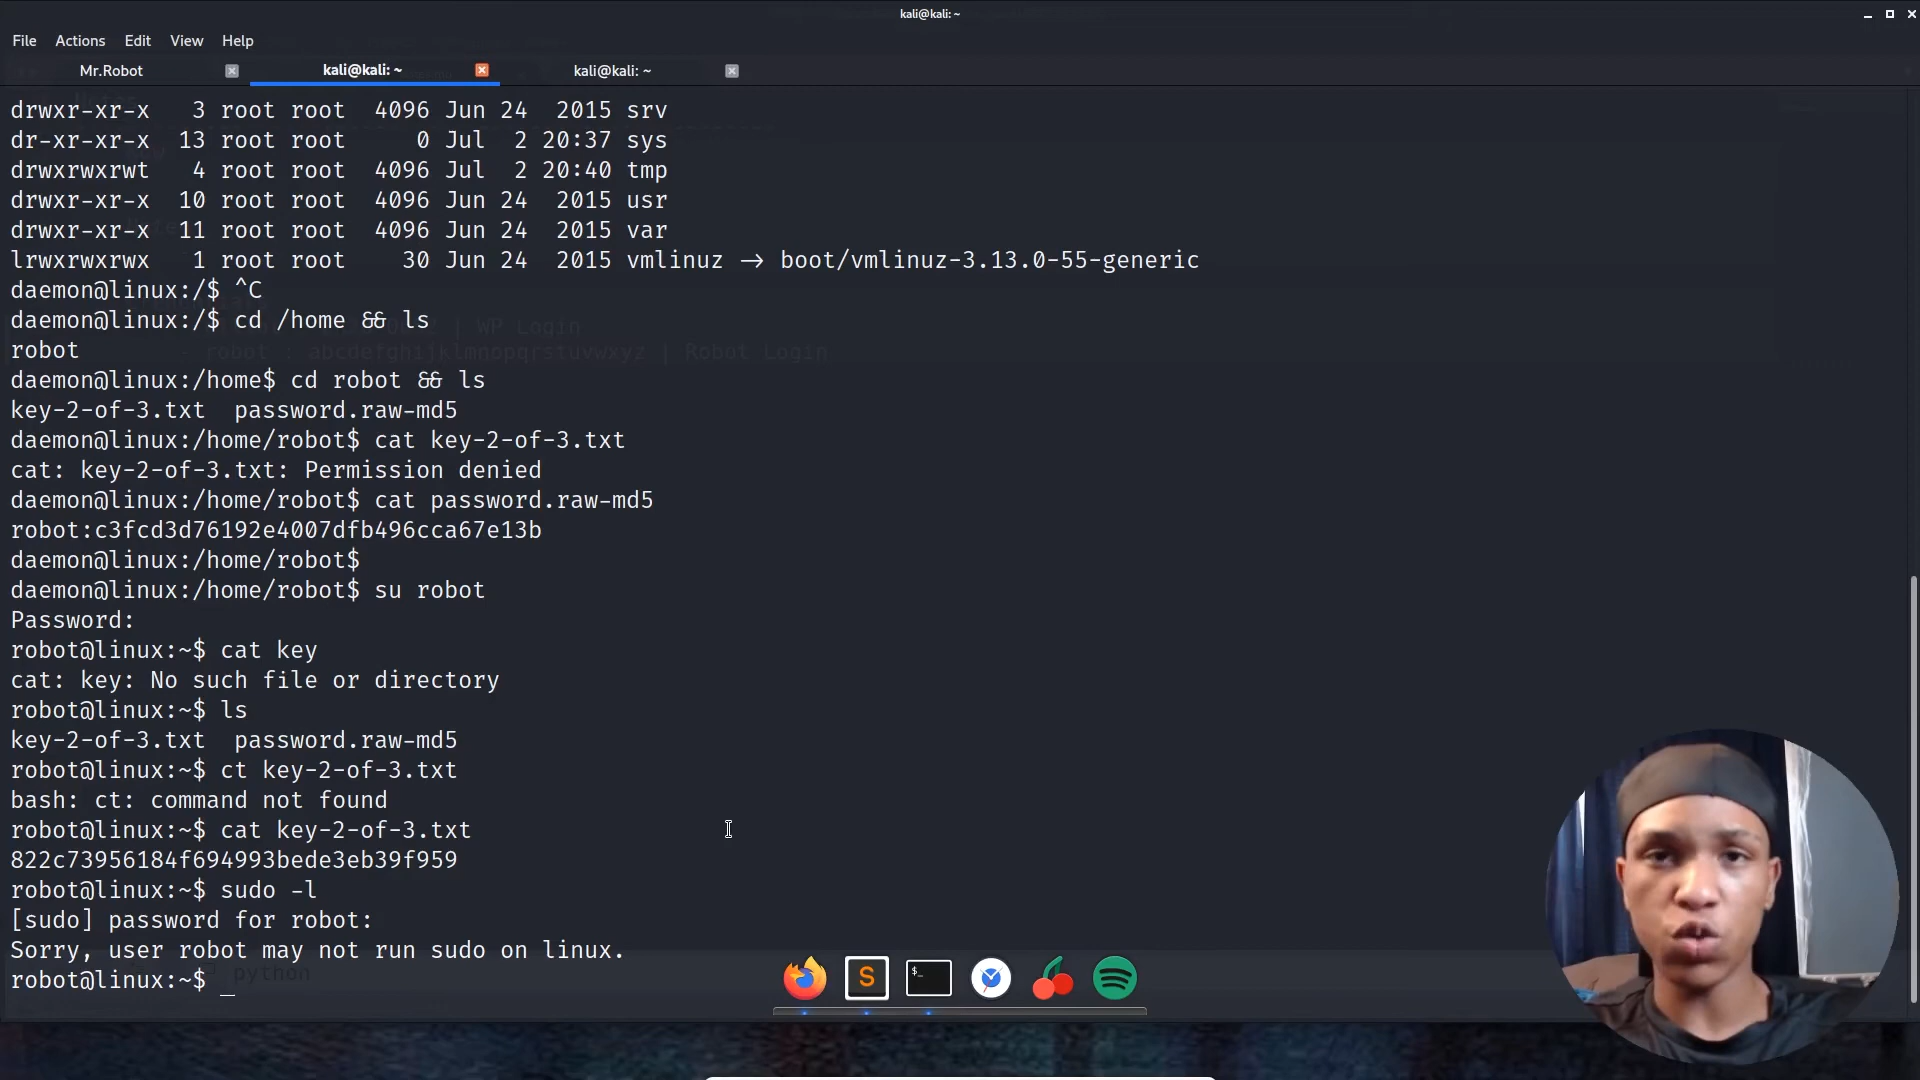 kali@kali: ~
File Actions Edit View Help
Mr.Robot kali@kali: ~ kali@kali: ~
drwxr-xr-x 3 root root 4096 Jun 24 2015 srv
dr-xr-xr-x 13 root root 0 Jul 2 20:37 sys
drwxrwxrwt 4 root root 4096 Jul 2 20:40 tmp
drwxr-xr-x 10 root root 4096 Jun 24 2015 usr
drwxr-xr-x 11 root root 4096 Jun 24 2015 var
lrwxrwxrwx 1 root root 30 Jun 24 2015 vmlinuz -> boot/vmlinuz-3.13.0-55-generic
daemon@linux:/$ ^C
daemon@linux:/$ cd /home && ls
| WP Login
robot
- robot : abcdefghijklmnopqrstuvwxyz | Robot Login
daemon@linux:/home$ cd robot && ls
key-2-of-3.txt password.raw-md5
daemon@linux:/home/robot$ cat key-2-of-3.txt
cat: key-2-of-3.txt: Permission denied
daemon@linux:/home/robot$ cat password.raw-md5
robot:c3fcd3d76192e4007dfb496cca67e13b
daemon@linux:/home/robot$
daemon@linux:/home/robot$ su robot
Password:
robot@linux:~$ cat key
cat: key: No such file or directory
robot@linux:~$ ls
key-2-of-3.txt password.raw-md5
robot@linux:~$ ct key-2-of-3.txt
bash: ct: command not found
robot@linux:~$ cat key-2-of-3.txt
822c73956184f694993bede3eb39f959
robot@linux:~$ sudo -l
[sudo] password for robot:
Sorry, user robot may not run sudo on linux.
robot@linux:~$ _
python
S
$_